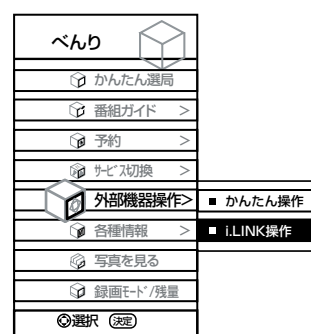 べんり
かんたん選局
番組ガイド >
予約 >
サービス切換 >
外部機器操作>
■ かんたん操作
各種情報 >
■ i.LINK操作
写真を見る
録画モード/残量
選択 決定